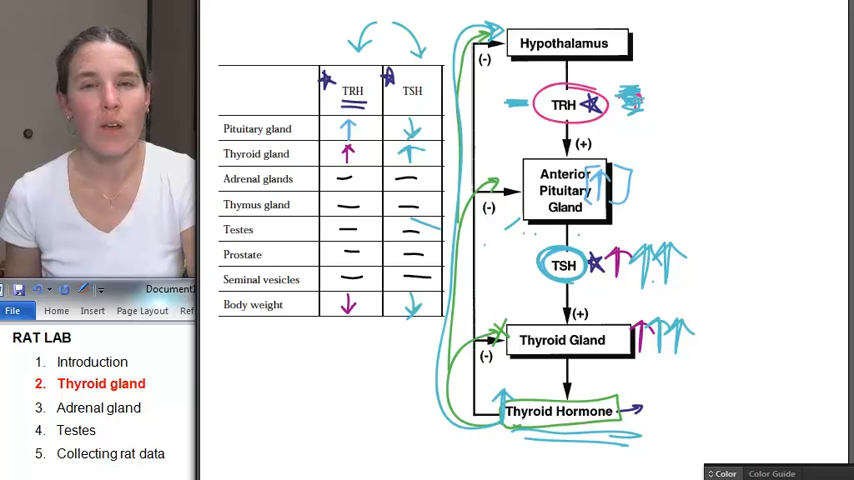 TRH TSH
Pituitary gland
Thyroid gland
Adrenal glands
Thymus gland
Testes
Prostate
Seminal vesicles
Body weight
Hypothalamus
(-)
TRH
(+)
Anterior
Pituitary
Gland
(-)
TSH
(+)
Thyroid Gland
(-)
Thyroid Hormone
Document1
File Home Insert Page Layout Ref
RAT LAB
1. Introduction
2. Thyroid gland
3. Adrenal gland
4. Testes
5. Collecting rat data
Color Color Guide